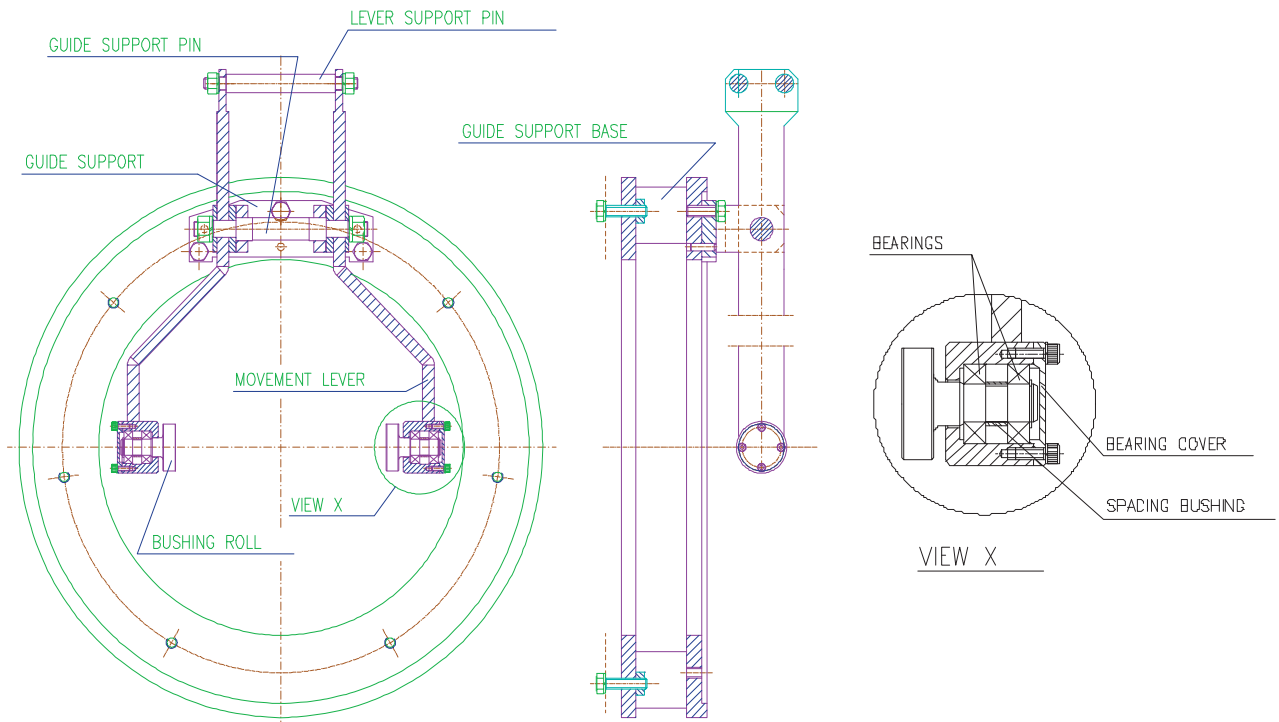 LEVER SUPPORT PIN
GUIDE SUPPORT PIN
GUIDE SUPPORT BASE
GUIDE SUPPORT
BEARINGS
MOVEMENT LEVER
BEARING COVER
VIEW X
SPACING BUSHING
BUSHING ROLL
VIEW X